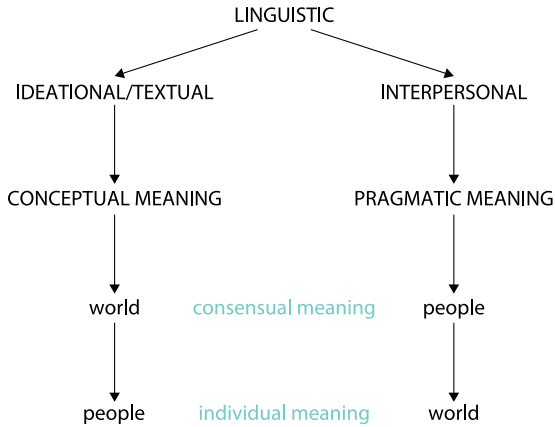 LINGUISTIC
IDEATIONAL/TEXTUAL INTERPERSONAL
CONCEPTUAL MEANING PRAGMATIC MEANING
world consensual meaning people
people individual meaning world